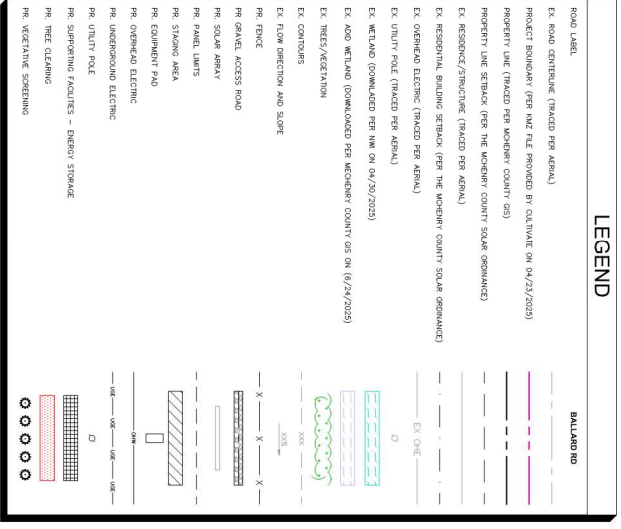 LEGEND
ROAD LABEL BALLARD RD
EX. ROAD CENTERLINE (TRACED PER AERIAL)
PROJECT BOUNDARY (PER KMZ FILE PROVIDED BY CULTIVATE ON 04/23/2025)
PROPERTY LINE (TRACED PER MCHENRY COUNTY GIS)
PROPERTY LINE SETBACK (PER THE MCHENRY COUNTY SOLAR ORDINANCE)
EX. RESIDENCE/STRUCTURE (TRACED PER AERIAL)
EX. RESIDENTIAL BUILDING SETBACK (PER THE MCHENRY COUNTY SOLAR ORDINANCE)
EX. OVERHEAD ELECTRIC (TRACED PER AERIAL) EX OHE
EX. UTILITY POLE (TRACED PER AERIAL)
EX. WETLAND (DOWNLADED PER NWI ON 04/30/2025)
EX. ADID WETLAND (DOWNLOADED PER MECHENRY COUNTY GIS ON (6/24/2025)
EX. TREES/VEGETATION
EX. CONTOURS XXX
EX. FLOW DIRECTION AND SLOPE XX%
PR. FENCE X X X
PR. GRAVEL ACCESS ROAD
PR. SOLAR ARRAY
PR. PANEL LIMITS
PR. STAGING AREA
PR. EQUIPMENT PAD
PR. OVERHEAD ELECTRIC OHW
PR. UNDERGROUND ELECTRIC UGE UGE UGE UGE
PR. UTILITY POLE
PR. SUPPORTING FACILITIES - ENERGY STORAGE
PR. TREE CLEARING
PR. VEGETATIVE SCREENING